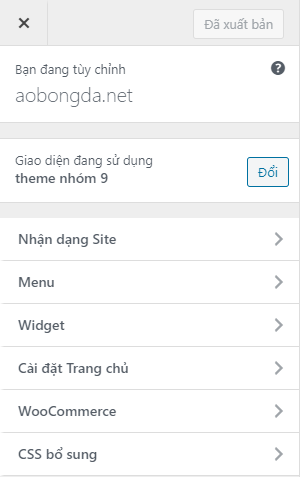 Đã xuất bản
Bạn đang tùy chỉnh
aobongda.net
Giao diện đang sử dụng
theme nhóm 9
Đổi
Nhận dạng Site
Menu
Widget
Cài đặt Trang chủ
WooCommerce
CSS bổ sung